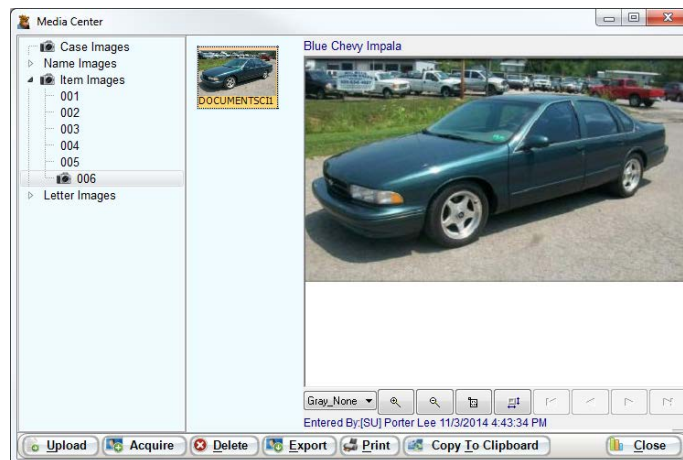 Media Center
Case Images
Name Images
Item Images
001
002
003
004
005
006
Letter Images
DOCUMENTSCI1
Blue Chevy Impala
Gray_None
Entered By:[SU] Porter Lee 11/3/2014 4:43:34 PM
Upload
Acquire
Delete
Export
Print
Copy To Clipboard
Close